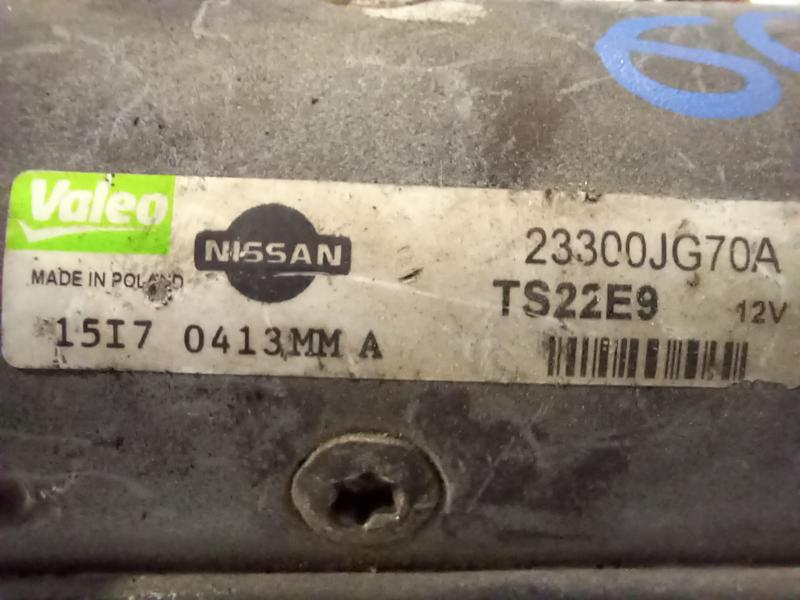 Valeo
NISSAN
MADE IN POLAND
15I7 0413MM A
23300JG70A
TS22E9 12V